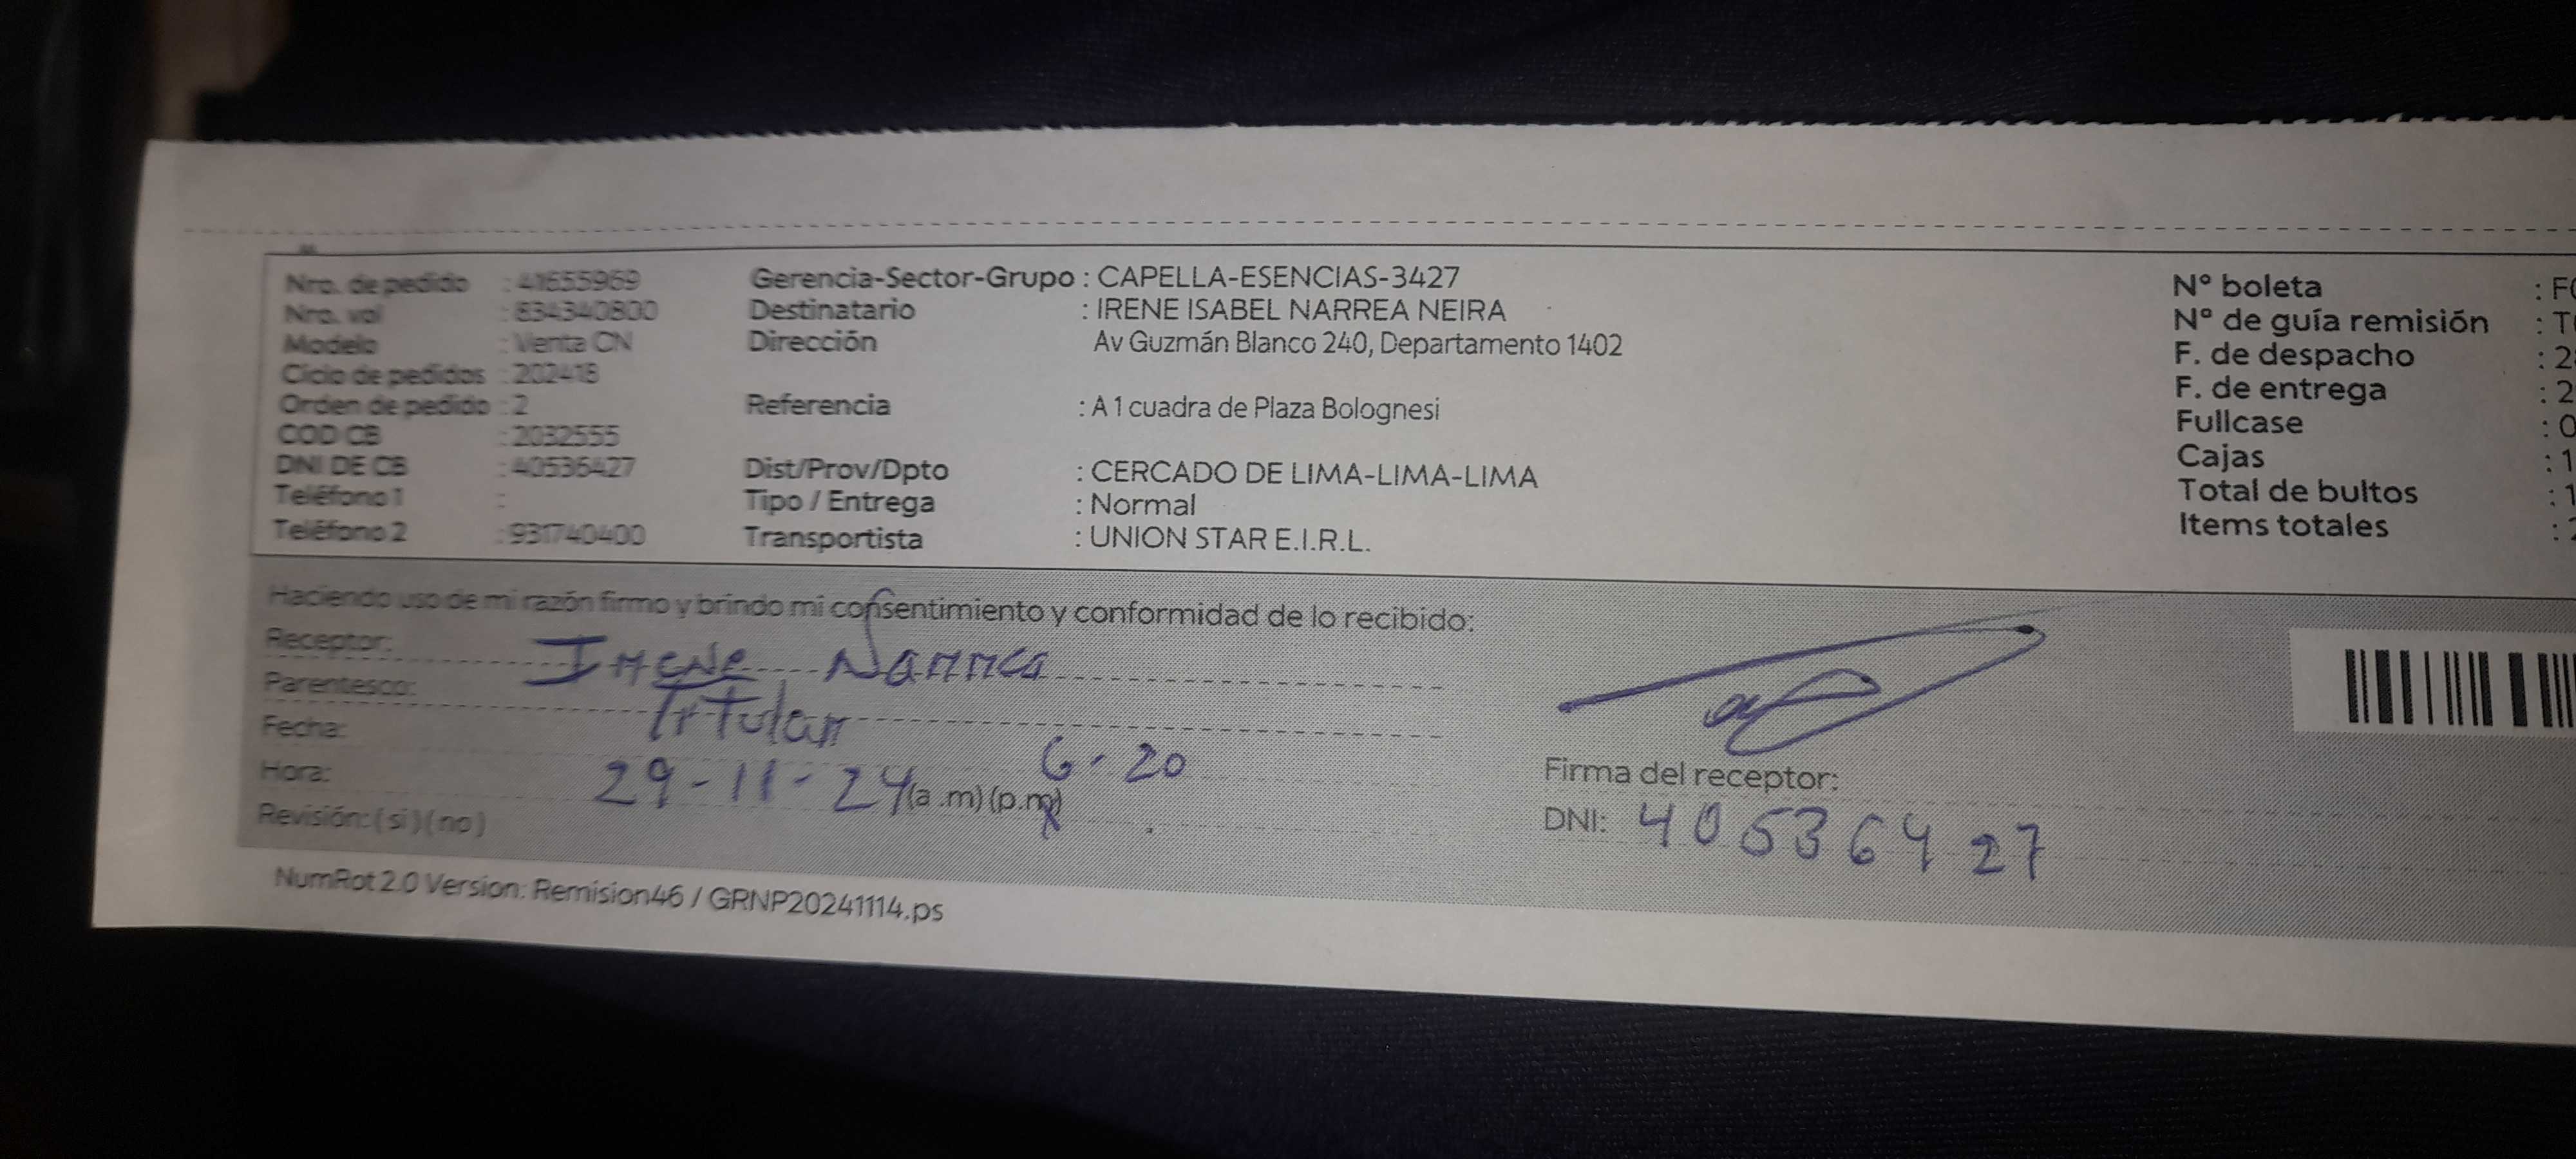 Nro. de pedido : 41655969
Nro. vol : 834340800
Modelo : Venta CN
Ciclo de pedidos : 202418
Orden de pedido : 2
COD CB : 2032555
DNI DE CB : 40536427
Teléfono 1 :
Teléfono 2 : 931740400
Gerencia-Sector-Grupo : CAPELLA-ESENCIAS-3427
Destinatario : IRENE ISABEL NARREA NEIRA
Dirección Av Guzmán Blanco 240, Departamento 1402
Referencia : A 1 cuadra de Plaza Bolognesi
Dist/Prov/Dpto : CERCADO DE LIMA-LIMA-LIMA
Tipo / Entrega : Normal
Transportista : UNION STAR E.I.R.L.
N° boleta : F
N° de guía remisión : T
F. de despacho : 2
F. de entrega : 2
Fullcase : 0
Cajas : 1
Total de bultos : 1
Items totales :
Haciendo uso de mi razón firmo y brindo mi consentimiento y conformidad de lo recibido:
Receptor: Irene Narrea
Parentesco: Titular
Fecha: 29-11-24
Hora: 6-20 (a.m) (p.m)
Revisión: ( si ) ( no )
Firma del receptor:
DNI: 40536427
NumRot 2.0 Version: Remision46 / GRNP20241114.ps